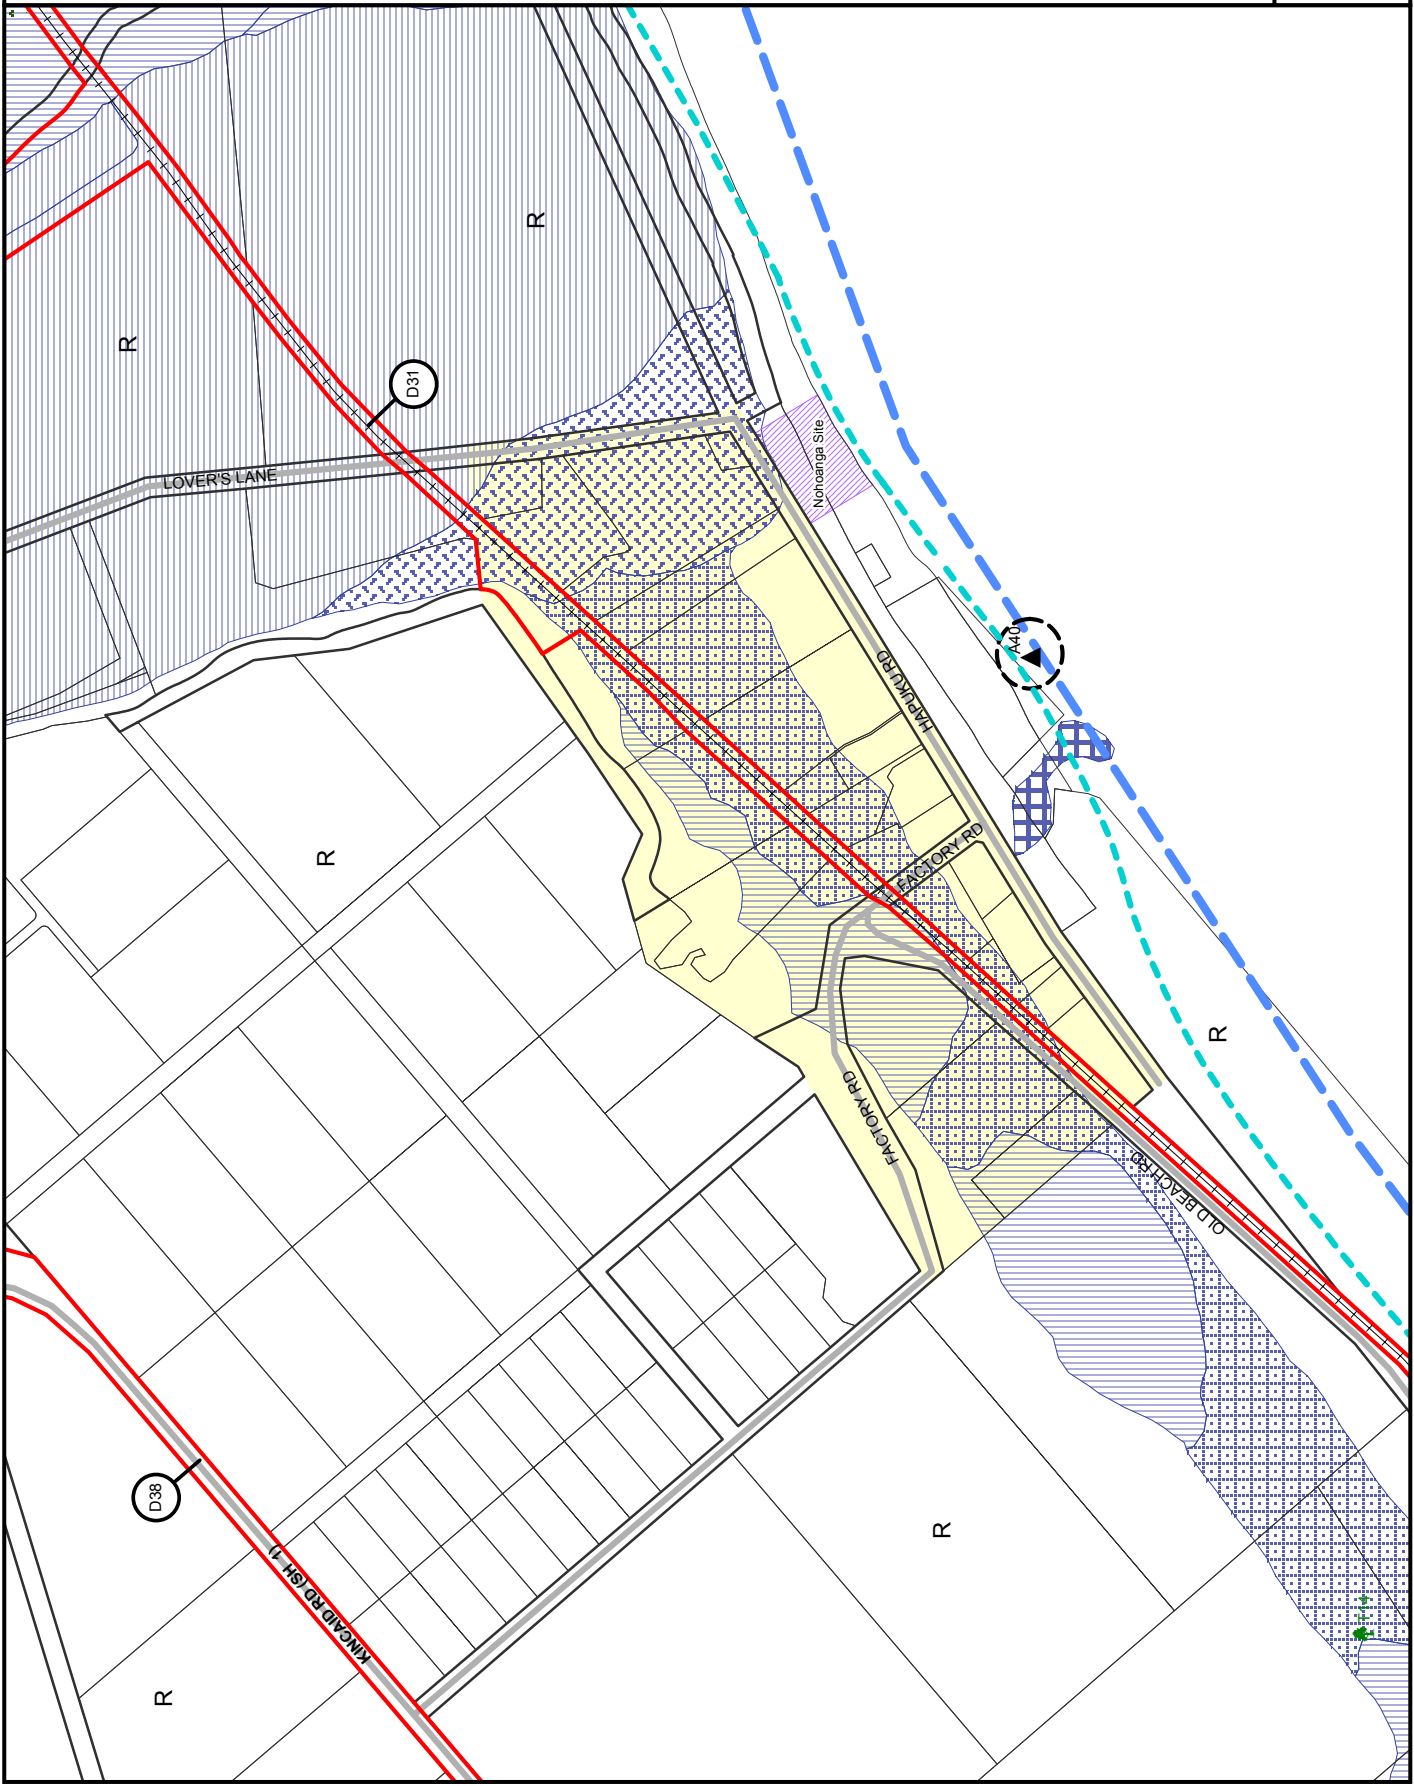 R
R
D31
LOVER'S LANE
Nohoanga Site
A40
HAPUKU RD
R
FACTORY RD
R
FACTORY RD
OLD BEACH RD
D38
R
KINCAID RD (SH 1)
R